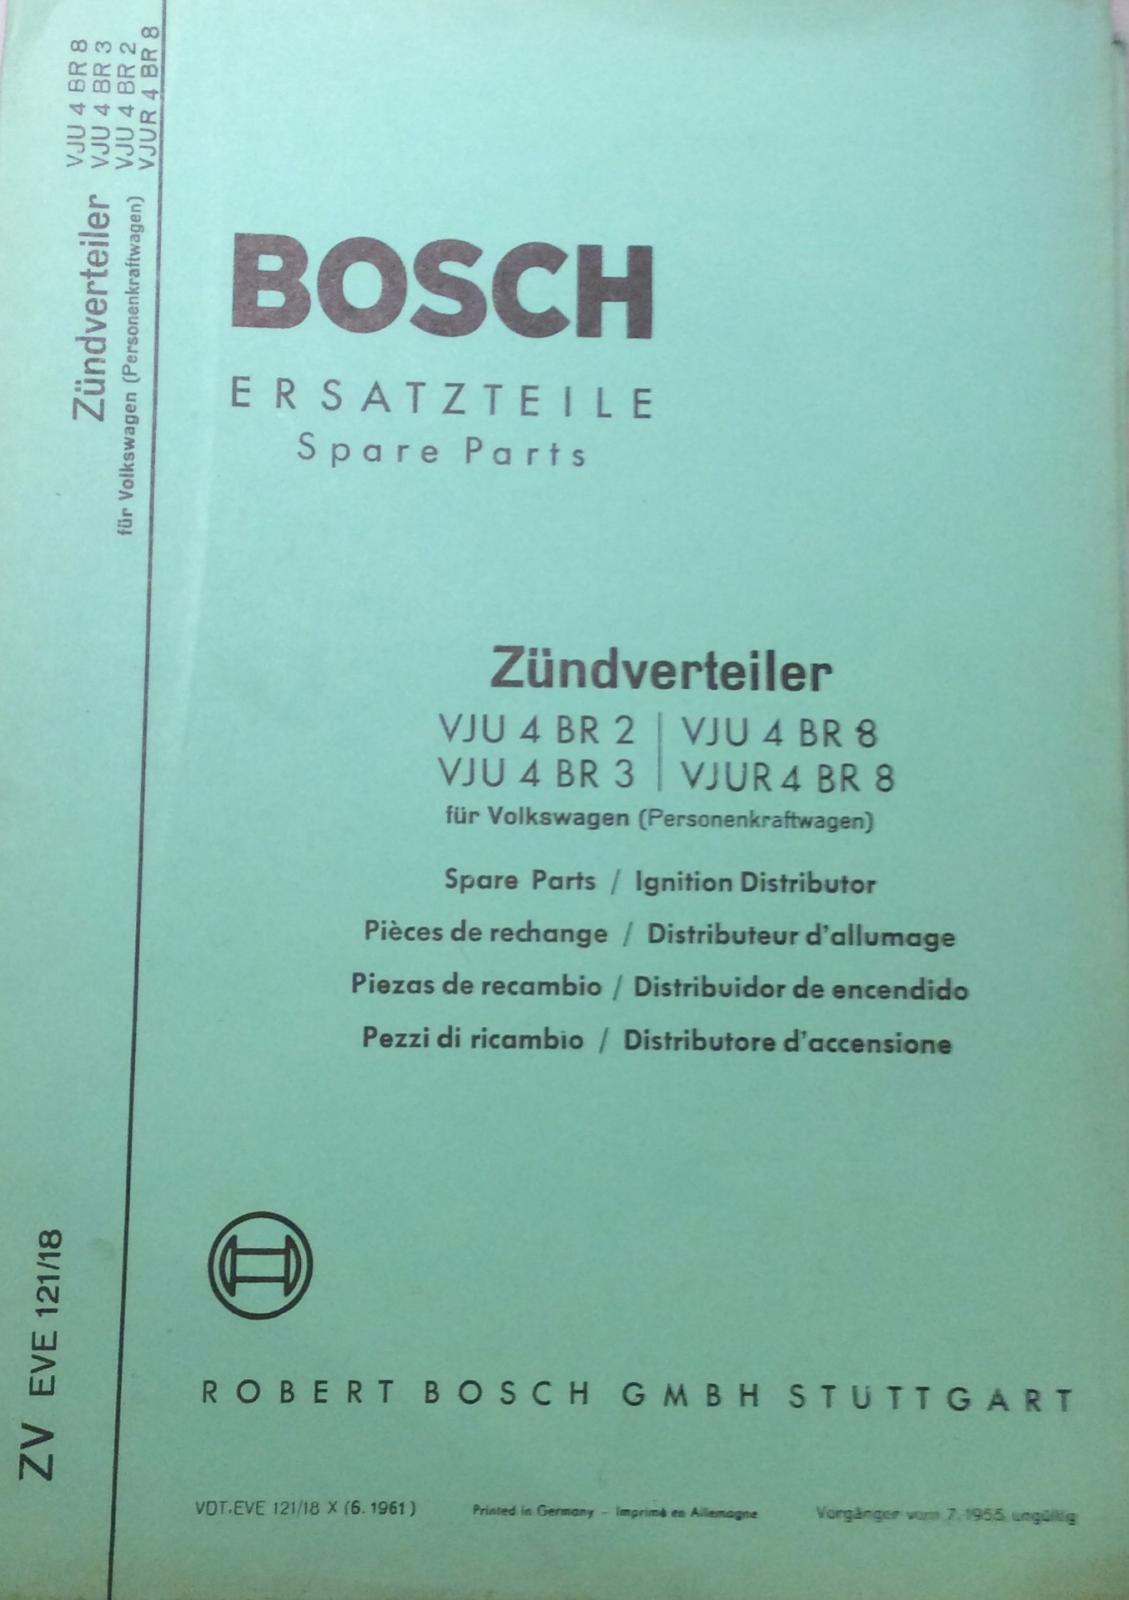 VJU 4 BR 8
VJU 4 BR 3
VJU 4 BR 2
VJUR 4 BR 8
Zündverteiler
für Volkswagen (Personenkraftwagen)
ZV EVE 121/18
BOSCH
ERSATZTEILE
Spare Parts
Zündverteiler
VJU 4 BR 2 | VJU 4 BR 8
VJU 4 BR 3 | VJUR 4 BR 8
für Volkswagen (Personenkraftwagen)
Spare Parts / Ignition Distributor
Pièces de rechange / Distributeur d'allumage
Piezas de recambio / Distribuidor de encendido
Pezzi di ricambio / Distributore d'accensione
ROBERT BOSCH GMBH STUTTGART
VDT-EVE 121/18 X (6.1961) Printed in Germany – Imprimé en Allemagne Vorgänger vom 7.1955 ungültig